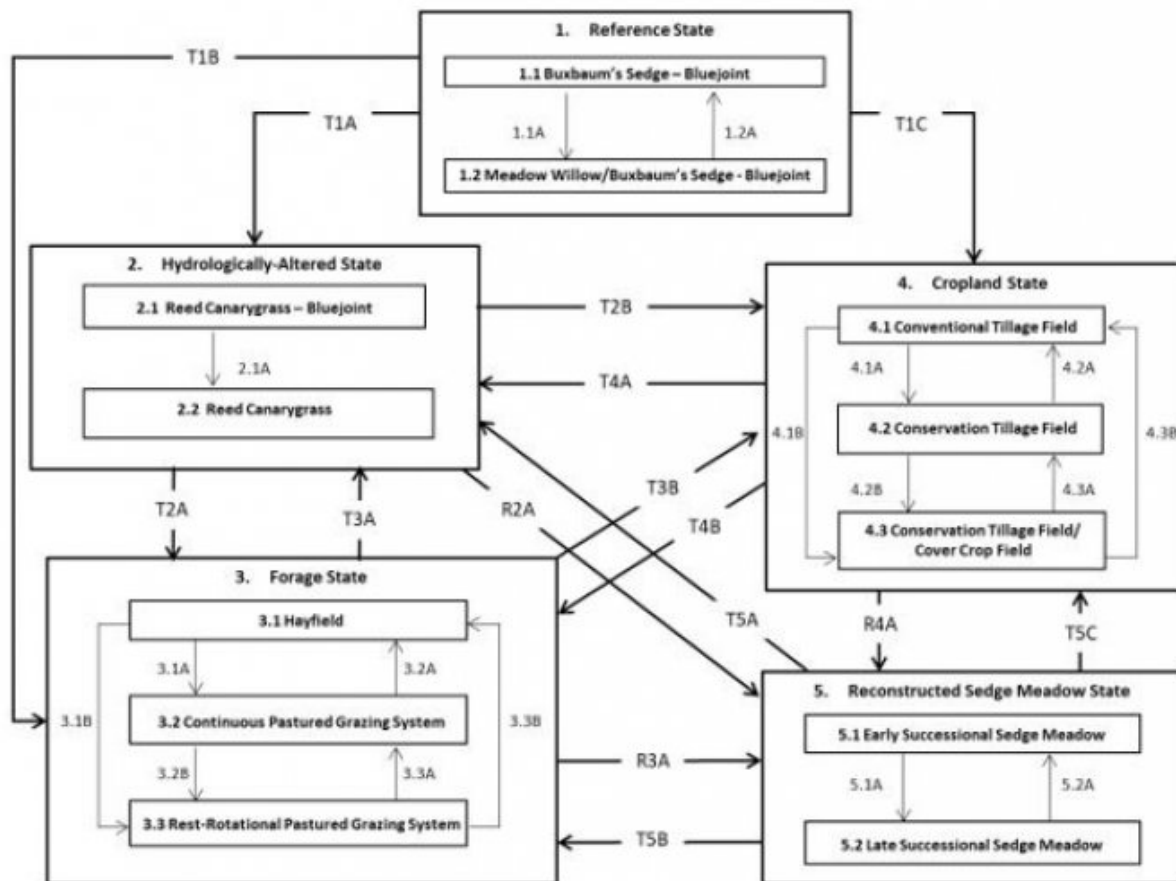 1. Reference State
T1B
1.1 Buxbaum's Sedge – Bluejoint
T1A
1.1A
1.2A
T1C
1.2 Meadow Willow/Buxbaum's Sedge - Bluejoint
2. Hydrologically-Altered State
2.1 Reed Canarygrass – Bluejoint
2.1A
2.2 Reed Canarygrass
T2B
T4A
4. Cropland State
4.1 Conventional Tillage Field
4.1A
4.2A
4.2 Conservation Tillage Field
4.1B
4.3B
4.2B
4.3A
4.3 Conservation Tillage Field/
Cover Crop Field
T2A
T3A
R2A
T3B
T4B
T5A
R4A
T5C
3. Forage State
3.1 Hayfield
3.1A
3.2A
3.2 Continuous Pastured Grazing System
3.1B
3.3B
3.2B
3.3A
3.3 Rest-Rotational Pastured Grazing System
R3A
T5B
5. Reconstructed Sedge Meadow State
5.1 Early Successional Sedge Meadow
5.1A
5.2A
5.2 Late Successional Sedge Meadow